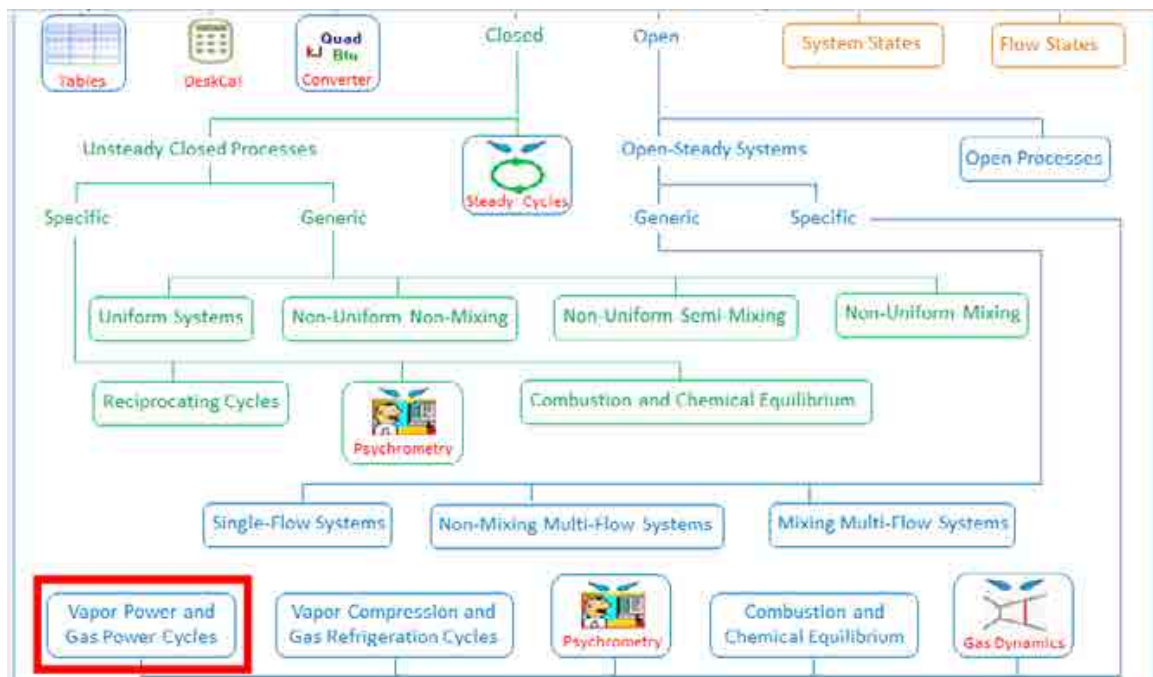 Quad
kJ Btu
Closed
Open
System States
Flow States
Tables
DeskCal
Converter
Unsteady Closed Processes
Steady Cycles
Open-Steady Systems
Open Processes
Specific
Generic
Generic
Specific
Uniform Systems
Non-Uniform Non-Mixing
Non-Uniform Semi-Mixing
Non-Uniform Mixing
Reciprocating Cycles
Psychrometry
Combustion and Chemical Equilibrium
Single-Flow Systems
Non-Mixing Multi-Flow Systems
Mixing Multi-Flow Systems
Vapor Power and
Gas Power Cycles
Vapor Compression and
Gas Refrigeration Cycles
Psychrometry
Combustion and
Chemical Equilibrium
Gas Dynamics